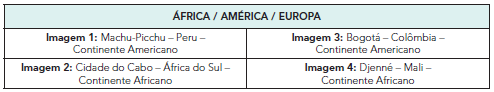 ÁFRICA / AMÉRICA / EUROPA
Imagem 1: Machu-Picchu – Peru –
Continente Americano
Imagem 3: Bogotá – Colômbia –
Continente Americano
Imagem 2: Cidade do Cabo – África do Sul –
Continente Africano
Imagem 4: Djenné – Mali –
Continente Africano